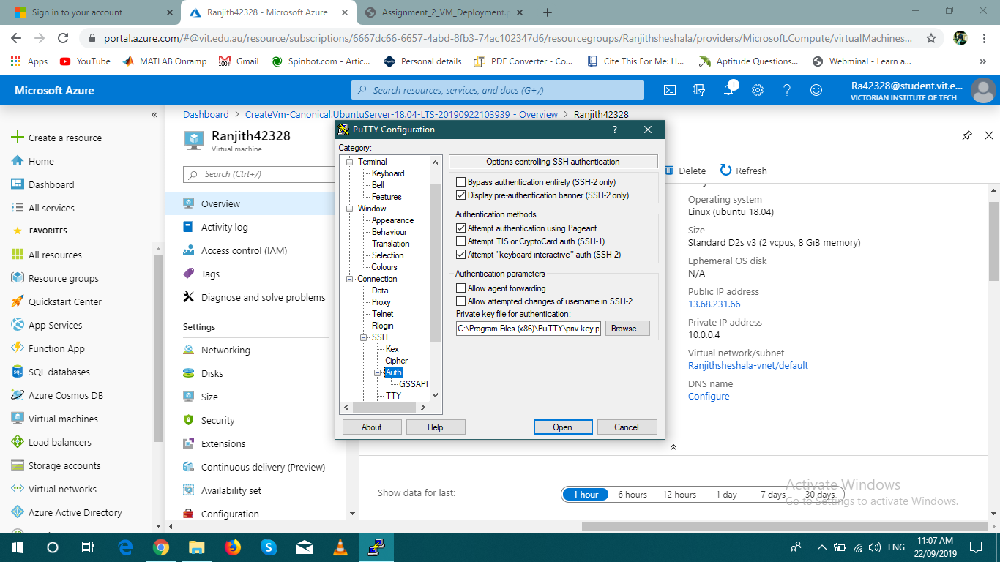 Sign in to your account
Ranjith42328 - Microsoft Azure
Assignment_2_VM_Deployment.p
portal.azure.com/#@vit.edu.au/resource/subscriptions/6667dc66-6657-4abd-8fb3-74ac102347d6/resourcegroups/Ranjithsheshala/providers/Microsoft.Compute/virtualMachines...
Apps
YouTube
MATLAB Onramp
Gmail
Spinbot.com - Artic...
Personal details
PDF Converter - Co...
Cite This For Me: H...
Aptitude Questions...
Webminal - Learn a...
Microsoft Azure
Search resources, services, and docs (G+/)
1
Ra42328@student.vit.e...
VICTORIAN INSTITUTE OF TECH...
Dashboard > CreateVm-Canonical.UbuntuServer-18.04-LTS-20190922103939 - Overview > Ranjith42328
Create a resource
Home
Dashboard
All services
FAVORITES
All resources
Resource groups
Quickstart Center
App Services
Function App
SQL databases
Azure Cosmos DB
Virtual machines
Load balancers
Storage accounts
Virtual networks
Azure Active Directory
Ranjith42328
Virtual machine
Search (Ctrl+/)
Overview
Activity log
Access control (IAM)
Tags
Diagnose and solve problems
Settings
Networking
Disks
Size
Security
Extensions
Continuous delivery (Preview)
Availability set
Configuration
PuTTY Configuration
?
Category:
Terminal
Keyboard
Bell
Features
Window
Appearance
Behaviour
Translation
Selection
Colours
Connection
Data
Proxy
Telnet
Rlogin
SSH
Kex
Cipher
Auth
GSSAPI
TTY
Options controlling SSH authentication
Bypass authentication entirely (SSH-2 only)
Display pre-authentication banner (SSH-2 only)
Authentication methods
Attempt authentication using Pageant
Attempt TIS or CryptoCard auth (SSH-1)
Attempt "keyboard-interactive" auth (SSH-2)
Authentication parameters
Allow agent forwarding
Allow attempted changes of username in SSH-2
Private key file for authentication:
C:\Program Files (x86)\PuTTY\priv key.p
Browse...
About
Help
Open
Cancel
Delete
Refresh
Ranjith42328
Operating system
Linux (ubuntu 18.04)
Size
Standard D2s v3 (2 vcpus, 8 GiB memory)
Ephemeral OS disk
N/A
Public IP address
13.68.231.66
Private IP address
10.0.0.4
Virtual network/subnet
Ranjithsheshala-vnet/default
DNS name
Configure
Show data for last:
1 hour
6 hours
12 hours
1 day
7 days
30 days
Activate Windows
Go to Settings to activate Windows.
ENG
11:07 AM
22/09/2019